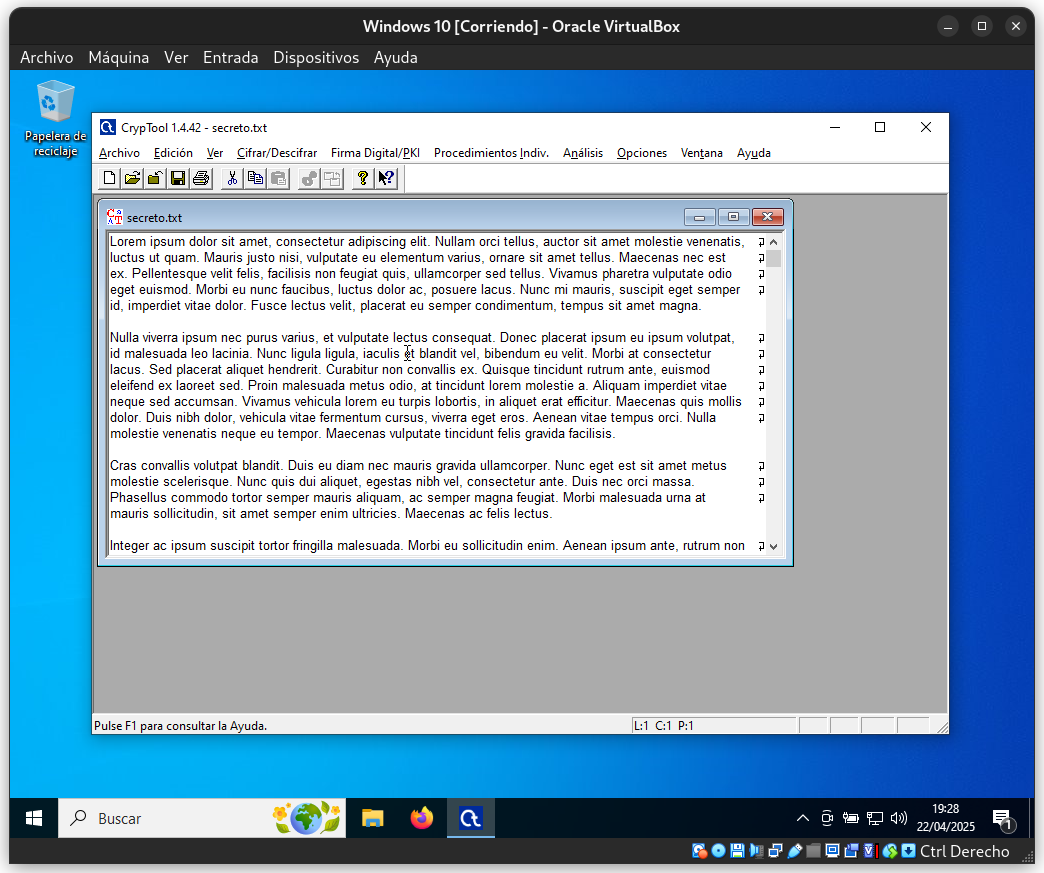 Windows 10 [Corriendo] - Oracle VirtualBox
Archivo Máquina Ver Entrada Dispositivos Ayuda
Papelera de
reciclaje
CrypTool 1.4.42 - secreto.txt
Archivo Edición Ver Cifrar/Descifrar Firma Digital/PKI Procedimientos Indiv. Análisis Opciones Ventana Ayuda
secreto.txt
Lorem ipsum dolor sit amet, consectetur adipiscing elit. Nullam orci tellus, auctor sit amet molestie venenatis,
luctus ut quam. Mauris justo nisi, vulputate eu elementum varius, ornare sit amet tellus. Maecenas nec est
ex. Pellentesque velit felis, facilisis non feugiat quis, ullamcorper sed tellus. Vivamus pharetra vulputate odio
eget euismod. Morbi eu nunc faucibus, luctus dolor ac, posuere lacus. Nunc mi mauris, suscipit eget semper
id, imperdiet vitae dolor. Fusce lectus velit, placerat eu semper condimentum, tempus sit amet magna.
Nulla viverra ipsum nec purus varius, et vulputate lectus consequat. Donec placerat ipsum eu ipsum volutpat,
id malesuada leo lacinia. Nunc ligula ligula, iaculis et blandit vel, bibendum eu velit. Morbi at consectetur
lacus. Sed placerat aliquet hendrerit. Curabitur non convallis ex. Quisque tincidunt rutrum ante, euismod
eleifend ex laoreet sed. Proin malesuada metus odio, at tincidunt lorem molestie a. Aliquam imperdiet vitae
neque sed accumsan. Vivamus vehicula lorem eu turpis lobortis, in aliquet erat efficitur. Maecenas quis mollis
dolor. Duis nibh dolor, vehicula vitae fermentum cursus, viverra eget eros. Aenean vitae tempus orci. Nulla
molestie venenatis neque eu tempor. Maecenas vulputate tincidunt felis gravida facilisis.
Cras convallis volutpat blandit. Duis eu diam nec mauris gravida ullamcorper. Nunc eget est sit amet metus
molestie scelerisque. Nunc quis dui aliquet, egestas nibh vel, consectetur ante. Duis nec orci massa.
Phasellus commodo tortor semper mauris aliquam, ac semper magna feugiat. Morbi malesuada urna at
mauris sollicitudin, sit amet semper enim ultricies. Maecenas ac felis lectus.
Integer ac ipsum suscipit tortor fringilla malesuada. Morbi eu sollicitudin enim. Aenean ipsum ante, rutrum non
Pulse F1 para consultar la Ayuda.
L:1 C:1 P:1
Buscar
19:28
22/04/2025
1
Ctrl Derecho